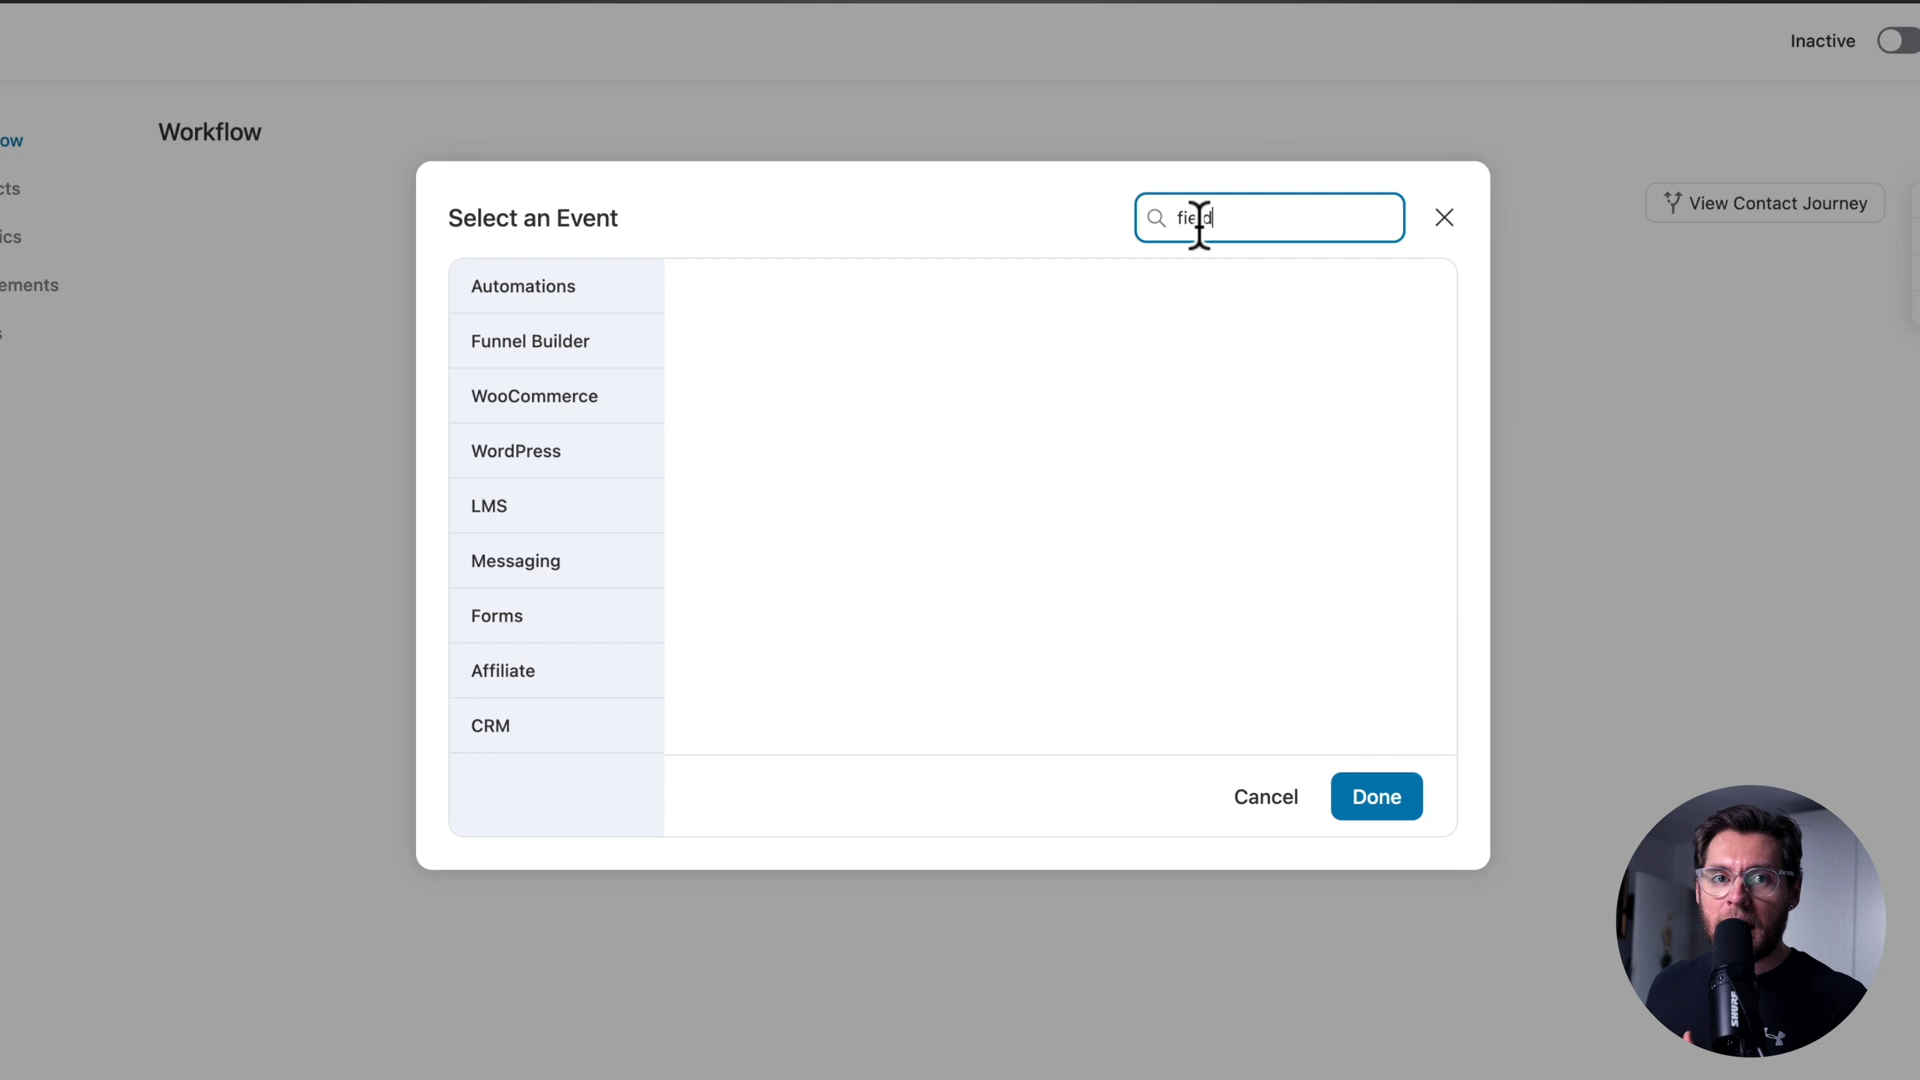 Inactive
ow
Workflow
cts
View Contact Journey
ics
ements
Select an Event
field
Automations
Funnel Builder
WooCommerce
WordPress
LMS
Messaging
Forms
Affiliate
CRM
Cancel
Done
SHURE